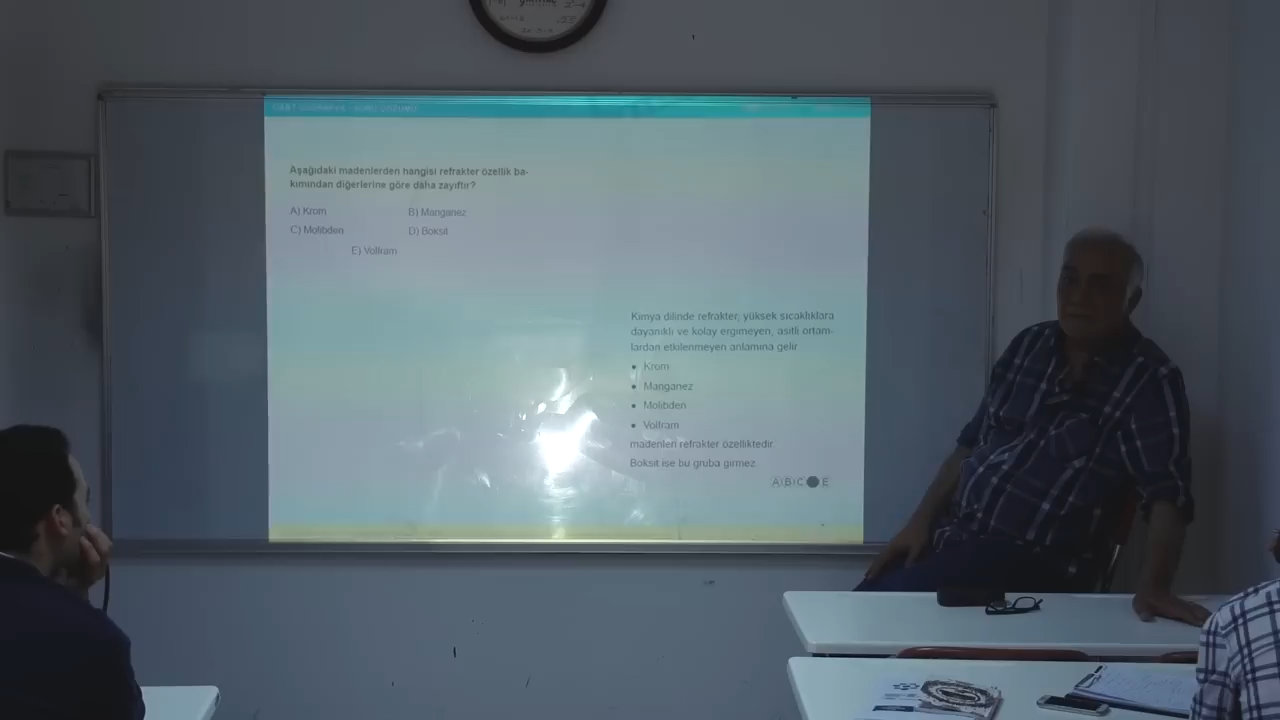 Aşağıdaki madenlerden hangisi refrakter özellik ba-
kımından diğerlerine göre daha zayıftır?
A) Krom B) Manganez
C) Molibden D) Boksit
E) Volfram
Kimya dilinde refrakter, yüksek sıcaklıklara
dayanıklı ve kolay ergimeyen, asitli ortam-
lardan etkilenmeyen anlamına gelir
• Krom
• Manganez
• Molibden
• Volfram
madenleri refrakter özelliktedir
Boksit ise bu gruba girmez
A B C E